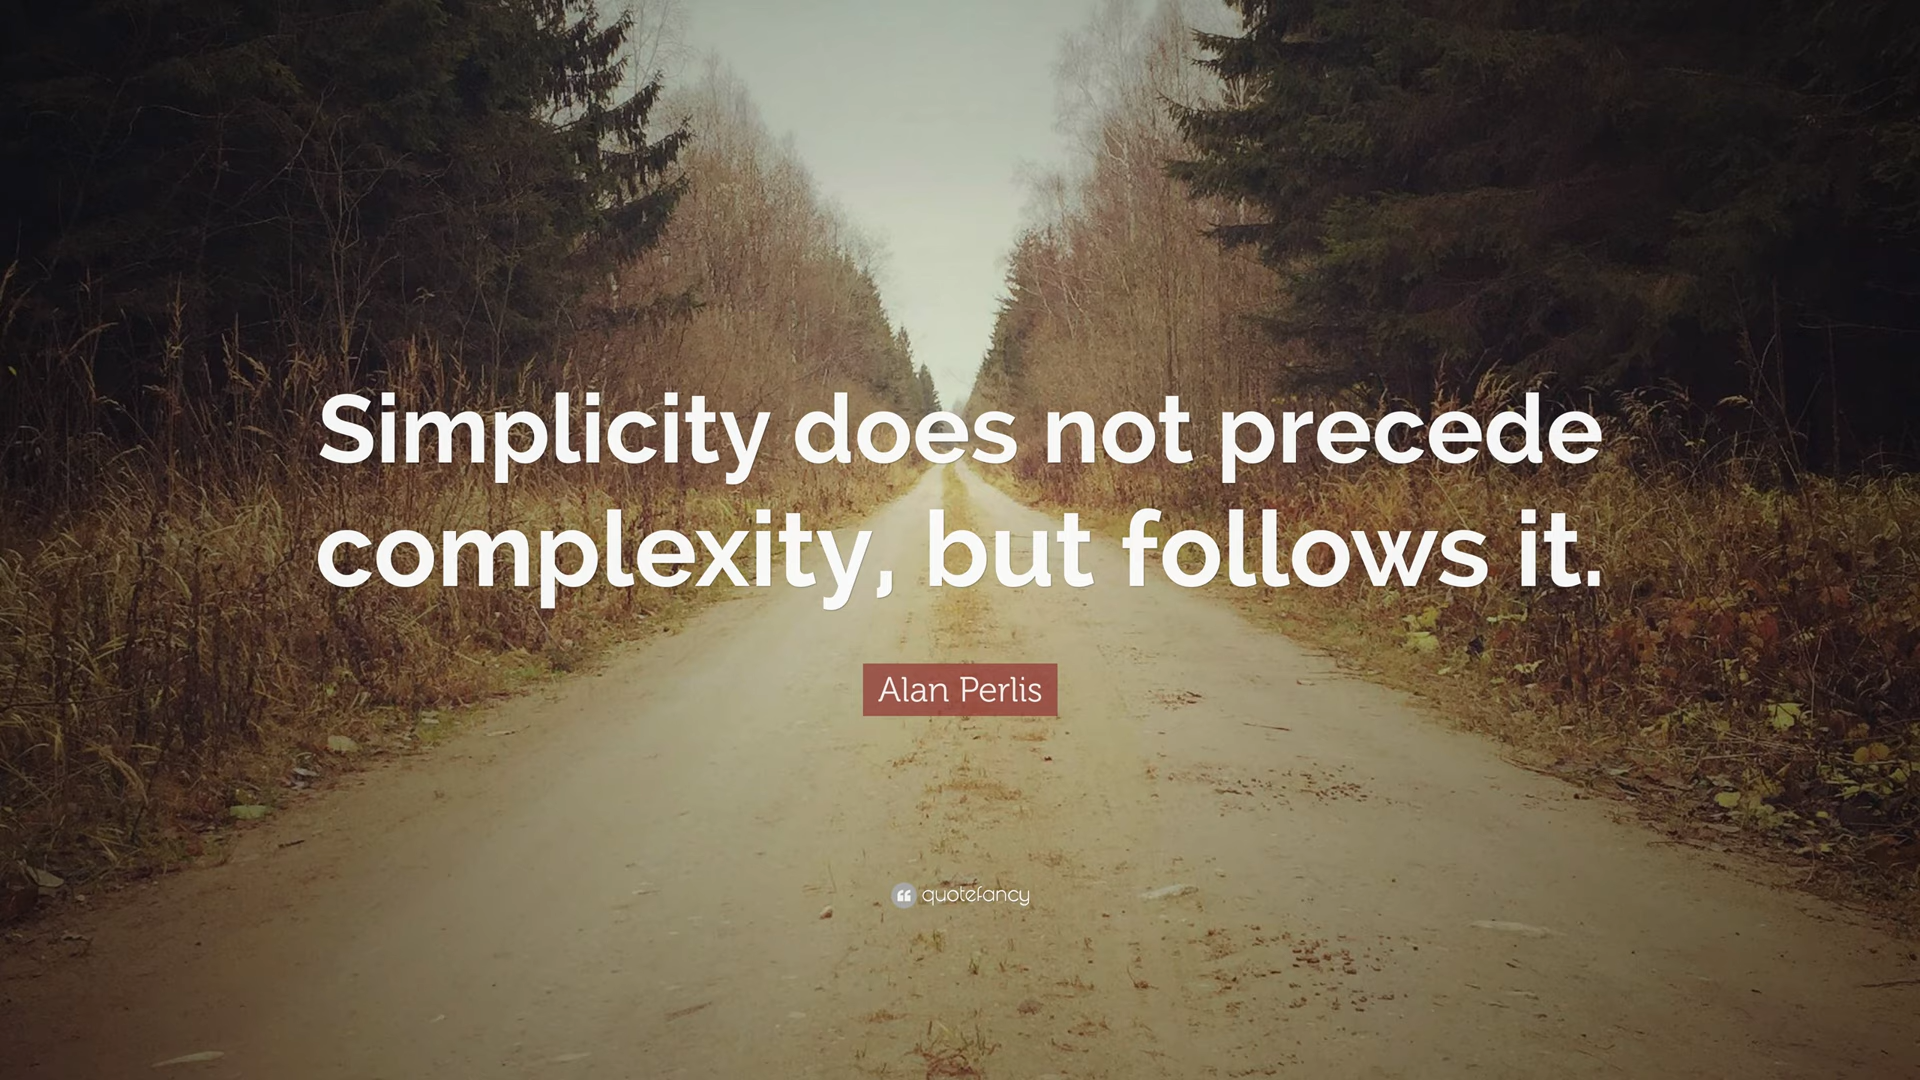 Simplicity does not precede
complexity, but follows it.
Alan Perlis
quotefancy